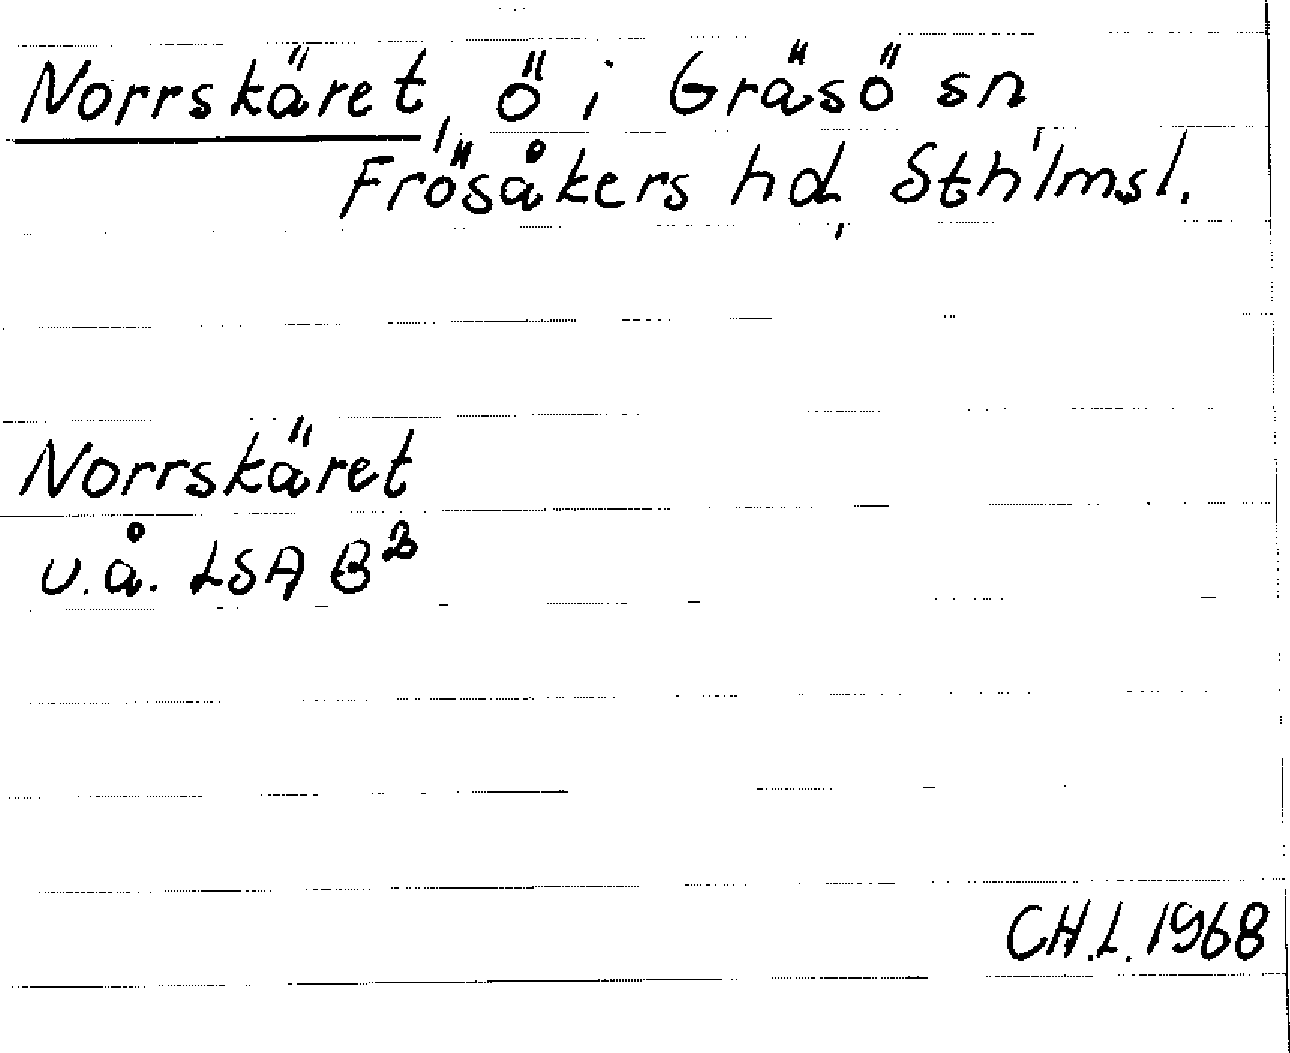 Norrskäret, ö i Gräsö sn
Frösåkers hd, Sth'lmsl.
Norrskäret
u.å. LSA B²
CH.L. 1968